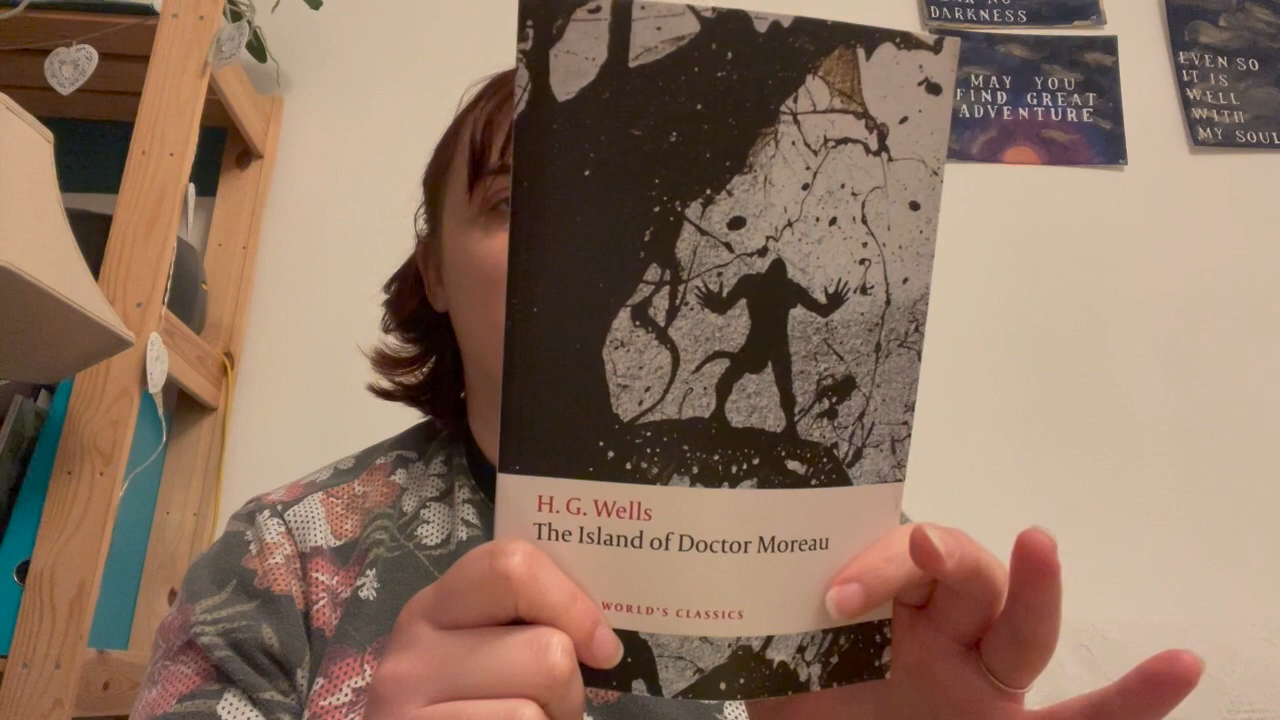 DARKNESS
MAY YOU
FIND GREAT
ADVENTURE
EVEN SO
IT IS
WELL
WITH
MY SOUL
H. G. Wells
The Island of Doctor Moreau
WORLD'S CLASSICS